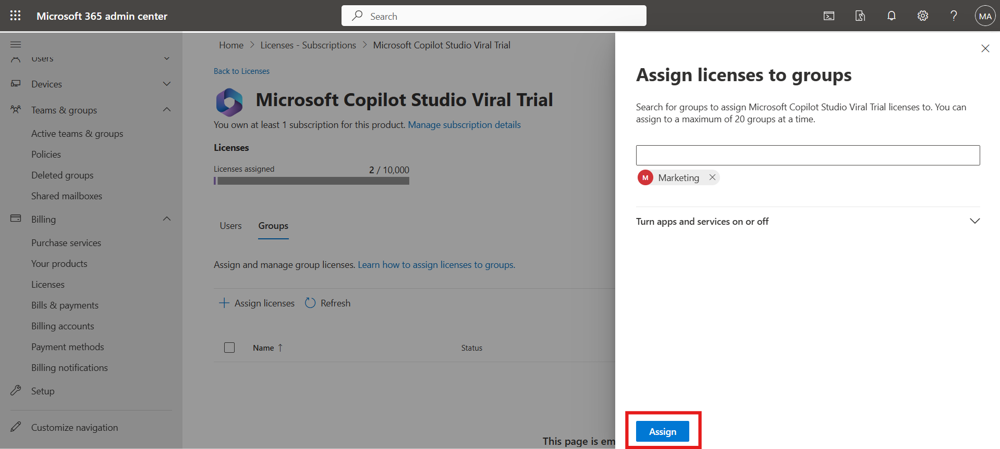 Microsoft 365 admin center
Search
MA
Users
Devices
Teams & groups
Active teams & groups
Policies
Deleted groups
Shared mailboxes
Billing
Purchase services
Your products
Licenses
Bills & payments
Billing accounts
Payment methods
Billing notifications
Setup
Customize navigation
Home > Licenses - Subscriptions > Microsoft Copilot Studio Viral Trial
Back to Licenses
Microsoft Copilot Studio Viral Trial
You own at least 1 subscription for this product. Manage subscription details
Licenses
Licenses assigned 2 / 10,000
Users Groups
Assign and manage group licenses. Learn how to assign licenses to groups.
Assign licenses Refresh
Name ↑ Status
This page is em
Assign licenses to groups
Search for groups to assign Microsoft Copilot Studio Viral Trial licenses to. You can
assign to a maximum of 20 groups at a time.
M Marketing
Turn apps and services on or off
Assign